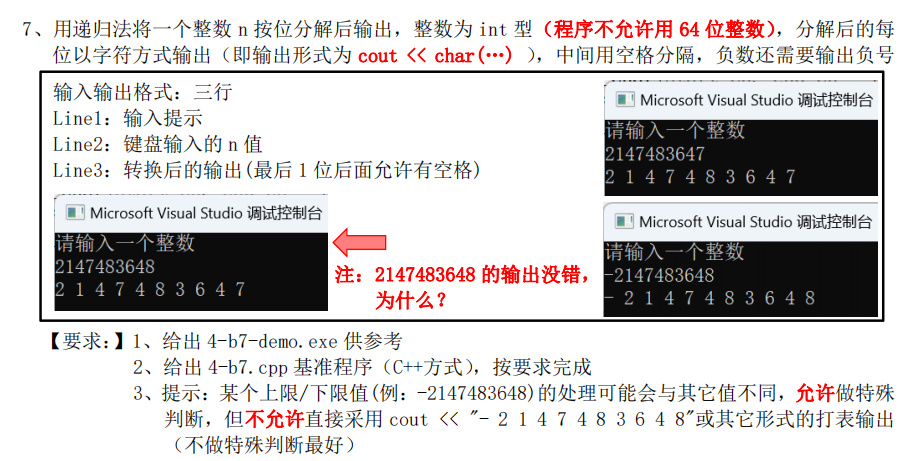 7、用递归法将一个整数 n 按位分解后输出，整数为 int 型（程序不允许用 64 位整数），分解后的每
位以字符方式输出（即输出形式为 cout << char(…) ），中间用空格分隔，负数还需要输出负号
输入输出格式：三行
Line1：输入提示
Line2：键盘输入的 n 值
Line3：转换后的输出(最后 1 位后面允许有空格)
Microsoft Visual Studio 调试控制台
请输入一个整数
2147483647
2 1 4 7 4 8 3 6 4 7
Microsoft Visual Studio 调试控制台
请输入一个整数
2147483648
2 1 4 7 4 8 3 6 4 7
注：2147483648 的输出没错，
为什么？
Microsoft Visual Studio 调试控制台
请输入一个整数
-2147483648
- 2 1 4 7 4 8 3 6 4 8
【要求：】1、给出 4-b7-demo.exe 供参考
2、给出 4-b7.cpp 基准程序（C++方式），按要求完成
3、提示：某个上限/下限值(例：-2147483648)的处理可能会与其它值不同，允许做特殊
判断，但不允许直接采用 cout << "- 2 1 4 7 4 8 3 6 4 8"或其它形式的打表输出
（不做特殊判断最好）